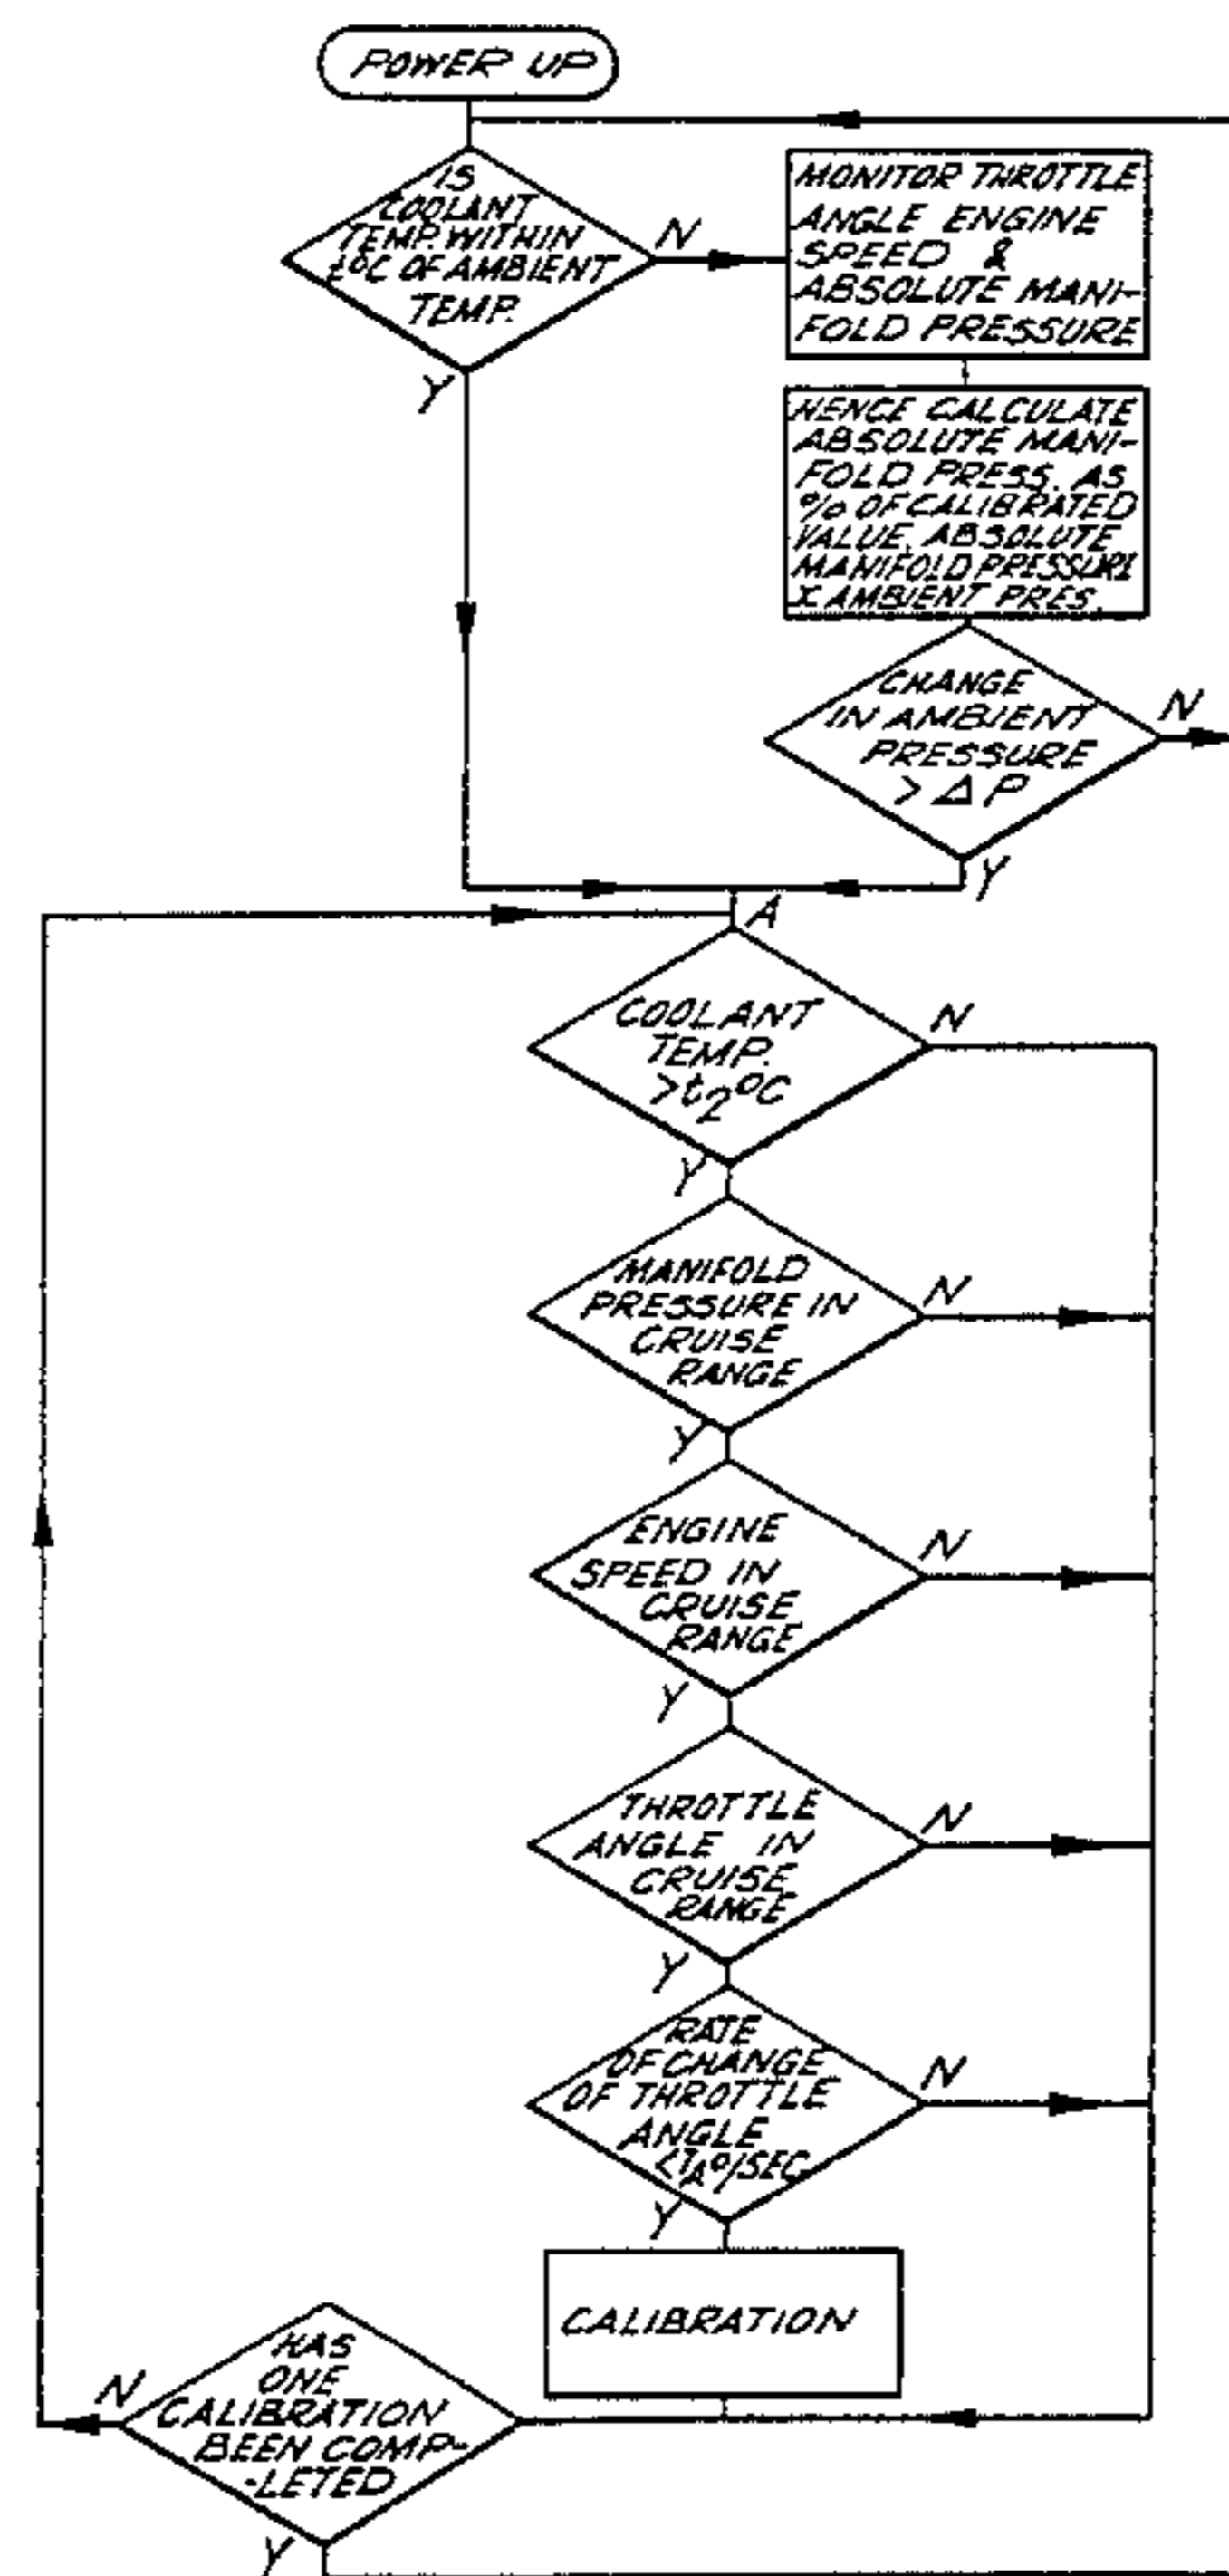 POWER UP
IS
COOLANT
TEMP. WITHIN
t°C OF AMBIENT
TEMP.
N
Y
MONITOR THROTTLE
ANGLE ENGINE
SPEED &
ABSOLUTE MANI-
FOLD PRESSURE
HENCE CALCULATE
ABSOLUTE MANI-
FOLD PRESS. AS
% OF CALIBRATED
VALUE. ABSOLUTE
MANIFOLD PRESSURE
X AMBIENT PRES.
CHANGE
IN AMBIENT
PRESSURE
> Δ P
N
Y
A
COOLANT
TEMP.
>t₂°C
N
Y
MANIFOLD
PRESSURE IN
CRUISE
RANGE
N
Y
ENGINE
SPEED IN
CRUISE
RANGE
N
Y
THROTTLE
ANGLE IN
CRUISE
RANGE
N
Y
RATE
OF CHANGE
OF THROTTLE
ANGLE
<T_A°/SEC
N
Y
CALIBRATION
HAS
ONE
CALIBRATION
BEEN COMP-
-LETED
N
Y